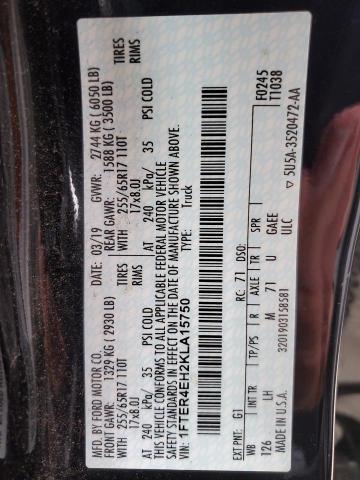 MFD. BY FORD MOTOR CO.
DATE: 03/19 GVWR: 2744 KG (6050 LB)
FRONT GAWR: 1329 KG (2930 LB) REAR GAWR: 1588 KG (3500 LB)
255/65R17 110T WITH 255/65R17 110T TIRES
17x8.0J 17x8.0J RIMS
AT 240 kPa/ 35 PSI COLD AT 240 kPa/ 35 PSI COLD
THIS VEHICLE CONFORMS TO ALL APPLICABLE FEDERAL MOTOR VEHICLE
SAFETY STANDARDS IN EFFECT ON THE DATE OF MANUFACTURE SHOWN ABOVE.
VIN: 1FTER4EH2KLA15750 Truck
F0245
T1038
EXT PNT: G1 RC: 71 DSO:
WB INT TR TP/PS R AXLE TR SPR
126 LH M 71 U GAEE
ULC
3201903158581
MADE IN U.S.A. 5U5A-3520472-AA
TIRES
RIMS